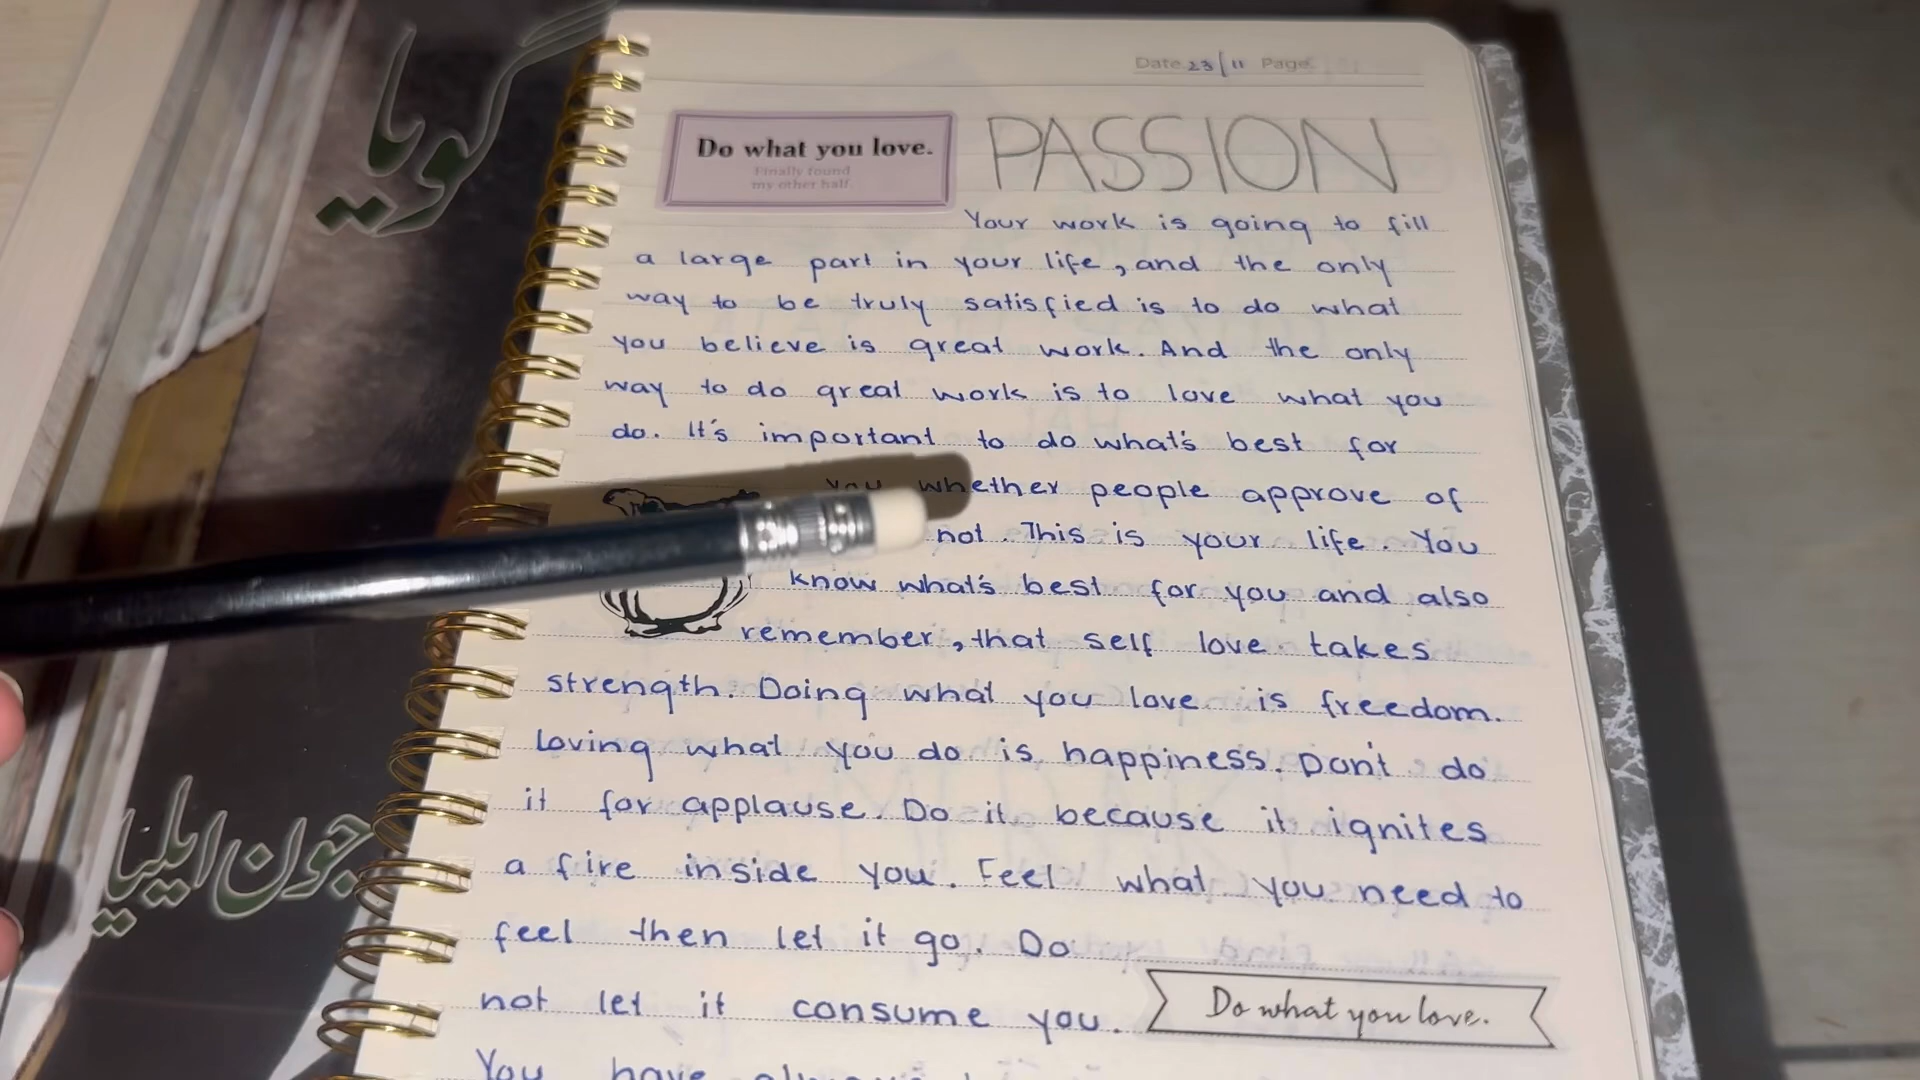 گویا
جون ایلیا
Date 23/11 Page
Do what you love.
Finally found
my other half.
PASSION
Your work is going to fill
a large part in your life, and the only
way to be truly satisfied is to do what
you believe is great work. And the only
way to do great work is to love what you
do. It's important to do what's best for
you whether people approve of
not. This is your life. You
know what's best for you and also
remember, that self love takes
strength. Doing what you love is freedom.
Loving what you do is happiness. Don't do
it for applause. Do it because it ignites
a fire inside you. Feel what you need to
feel then let it go. Do
not let it consume you.
Do what you love.
You have always